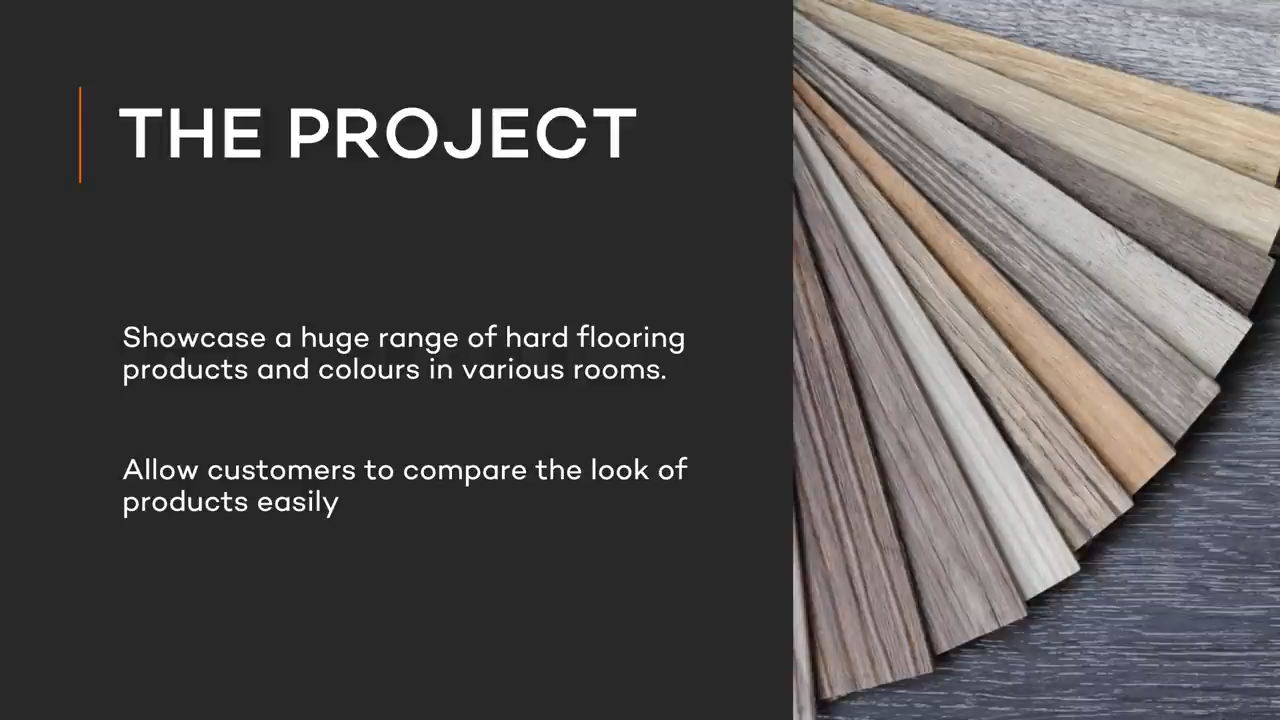 THE PROJECT
Showcase a huge range of hard flooring
products and colours in various rooms.
Allow customers to compare the look of
products easily